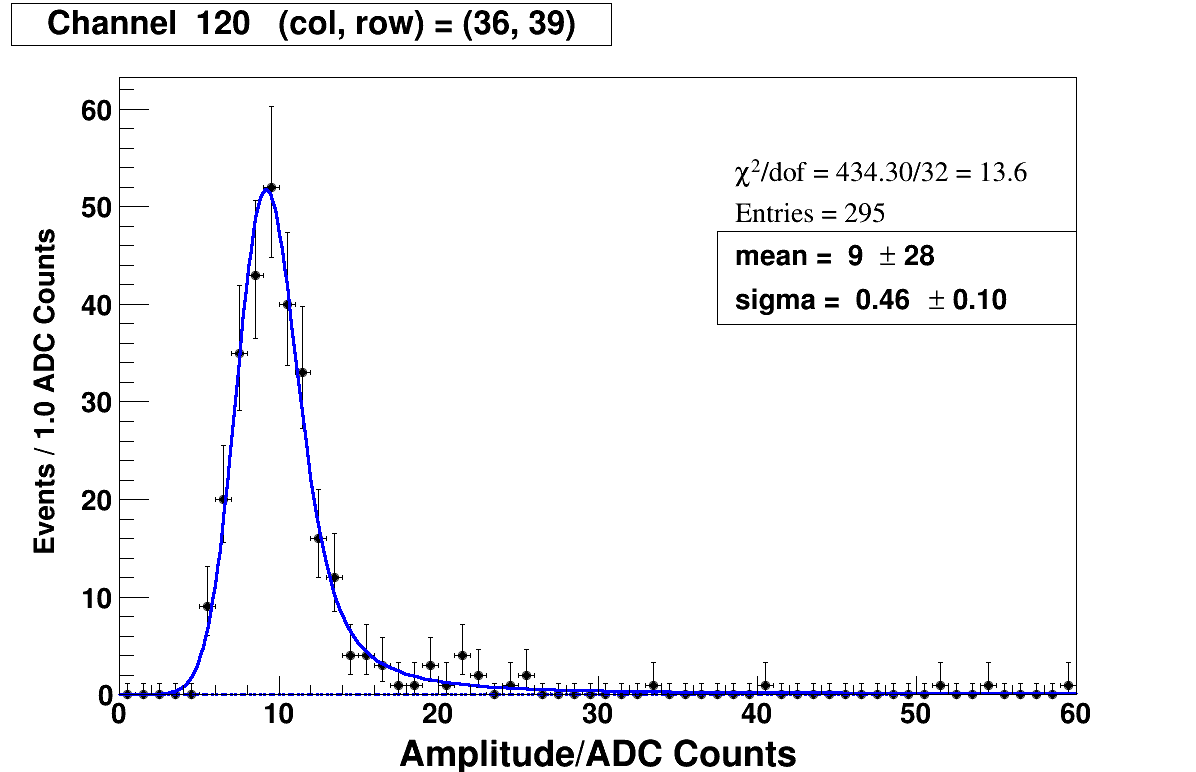 Channel 120 (col, row) = (36, 39)
60
50
40
30
20
10
0
Events / 1.0 ADC Counts
χ²/dof = 434.30/32 = 13.6
Entries = 295
mean = 9 ± 28
sigma = 0.46 ± 0.10
0 10 20 30 40 50 60
Amplitude/ADC Counts